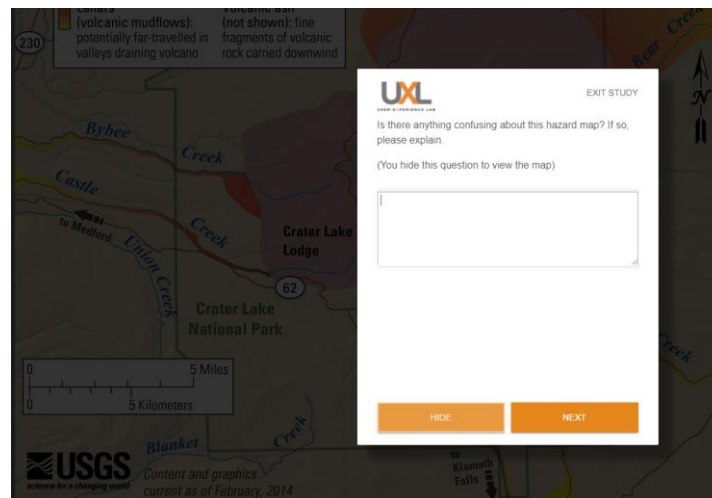 Lahars
(volcanic mudflows):
potentially far-travelled in
valleys draining volcano
Volcanic ash
(not shown); fine
fragments of volcanic
rock carried downwind
230
Bear Creek
N
Bybee Creek
Castle Creek
to Medford
Union Creek
Crater Lake
Lodge
62
Crater Lake
National Park
0 5 Miles
0 5 Kilometers
Blanket Creek
USGS
science for a changing world
Content and graphics
current as of February, 2014
Creek
to
Klamath
Falls
UXL
USER EXPERIENCE LAB
EXIT STUDY
Is there anything confusing about this hazard map? If so,
please explain.
(You hide this question to view the map)
HIDE
NEXT